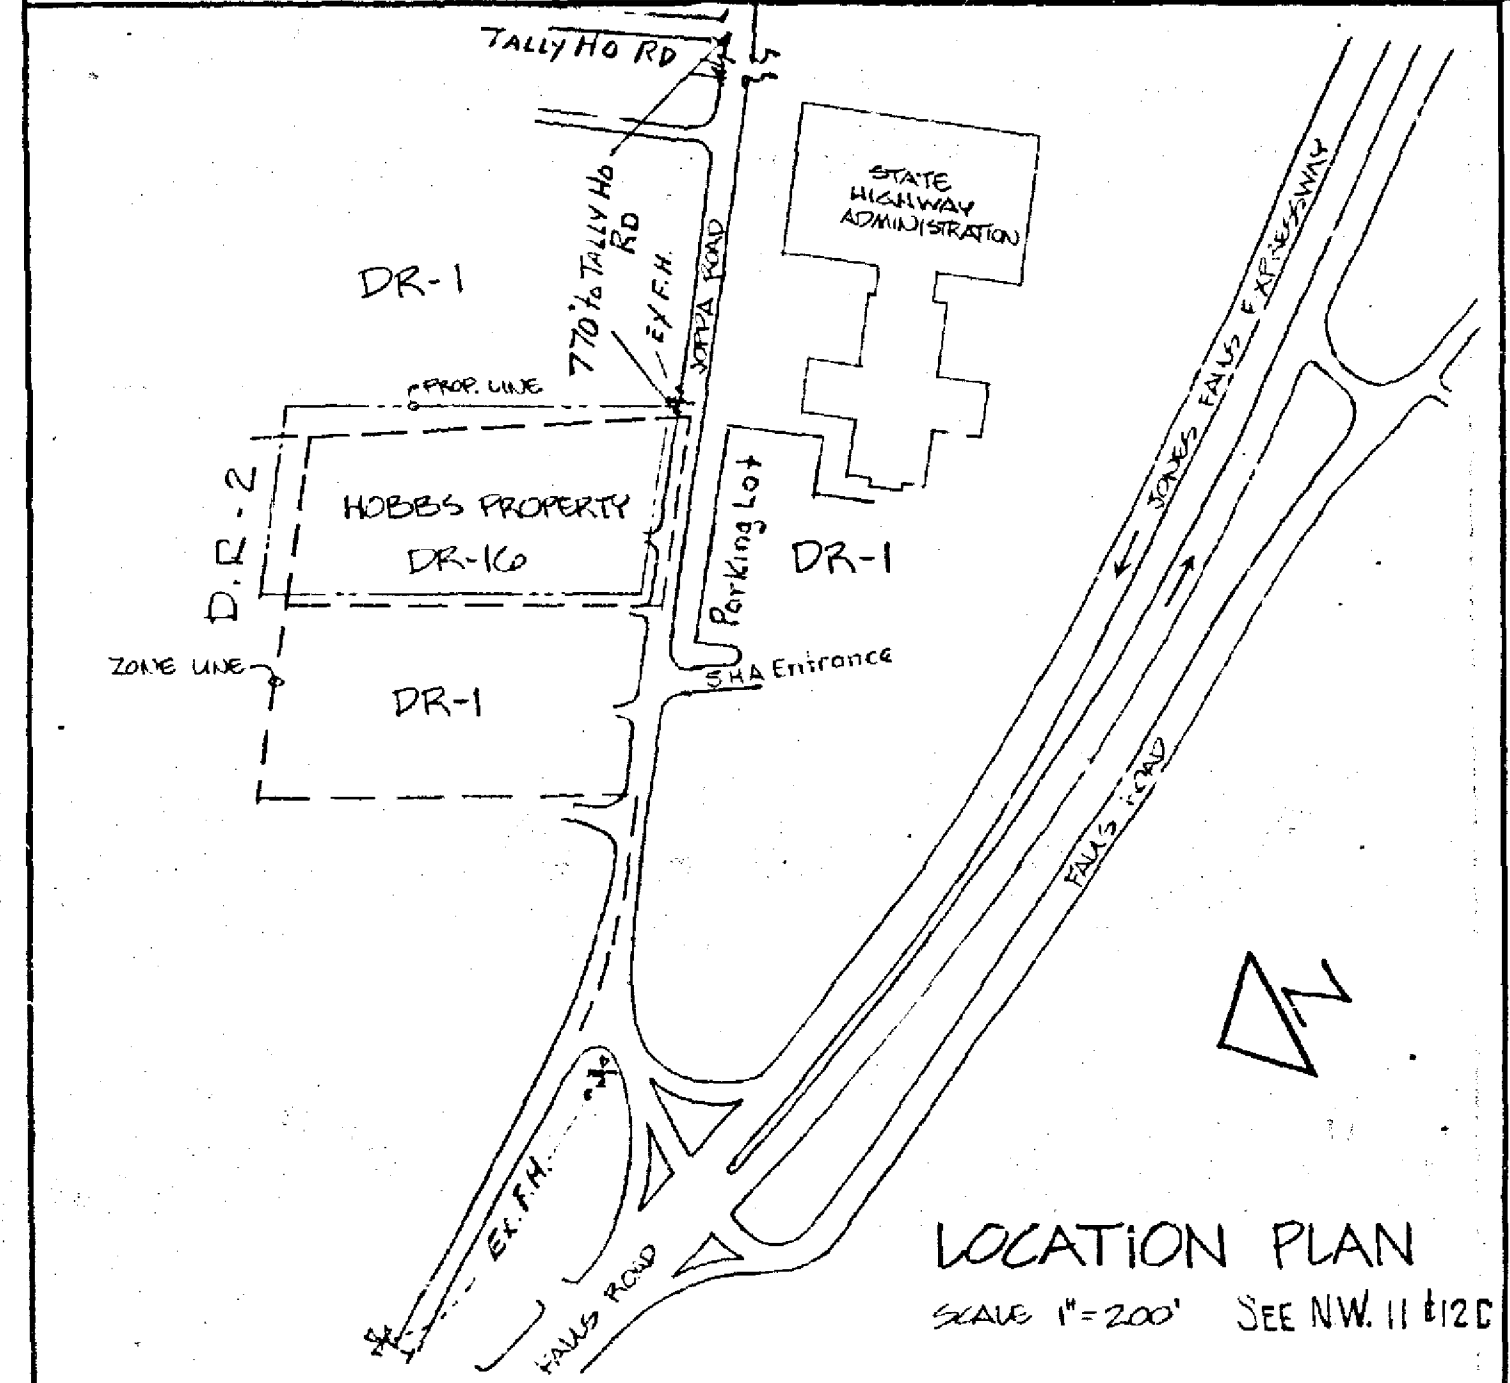 TALLY HO RD
STATE
HIGHWAY
ADMINISTRATION
JONES FALLS EXPRESSWAY
770' to TALLY HO
RD
EX F.H.
JOPPA ROAD
DR-1
PROP. LINE
D.R-2
HOBBS PROPERTY
DR-16
Parking Lot
DR-1
ZONE LINE
SHA Entrance
DR-1
FALLS ROAD
N
EX. F.H.
FALLS ROAD
LOCATION PLAN
SCALE 1"=200' SEE NW. 11 & 12